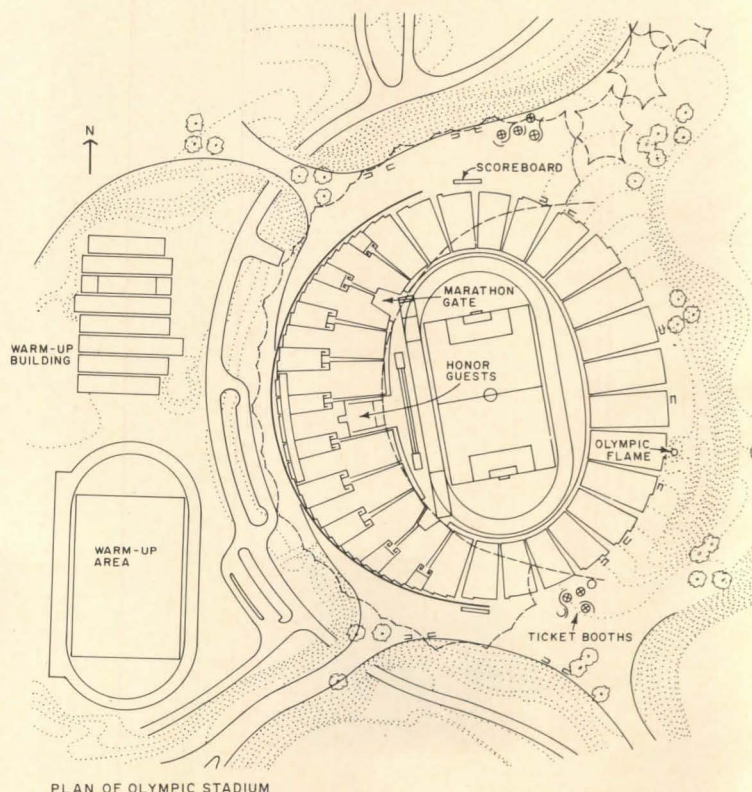 N
SCOREBOARD
MARATHON
GATE
WARM-UP
BUILDING
HONOR
GUESTS
OLYMPIC
FLAME
WARM-UP
AREA
TICKET BOOTHS
PLAN OF OLYMPIC STADIUM